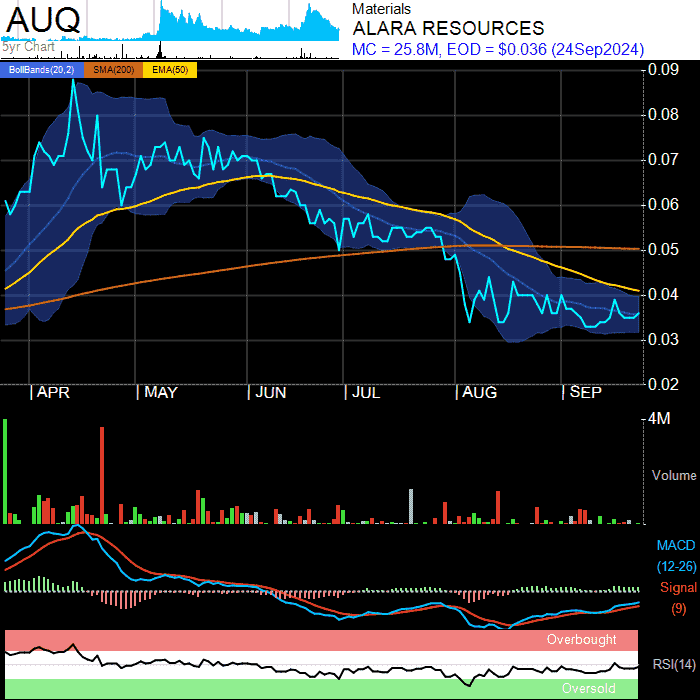 AUQ
5yr Chart
Materials
ALARA RESOURCES
MC = 25.8M, EOD = $0.036 (24Sep2024)
BollBands(20,2) SMA(200) EMA(50)
0.09
0.08
0.07
0.06
0.05
0.04
0.03
0.02
APR MAY JUN JUL AUG SEP
4M
Volume
MACD
(12-26)
Signal
(9)
Overbought
RSI(14)
Oversold